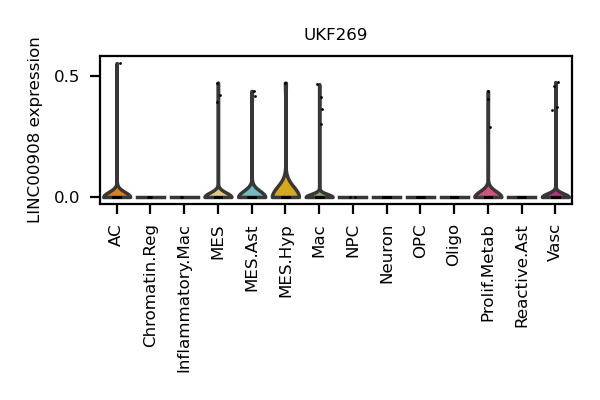 UKF269
LINC00908 expression
0.5
0.0
AC
Chromatin.Reg
Inflammatory.Mac
MES
MES.Ast
MES.Hyp
Mac
NPC
Neuron
OPC
Oligo
Prolif.Metab
Reactive.Ast
Vasc